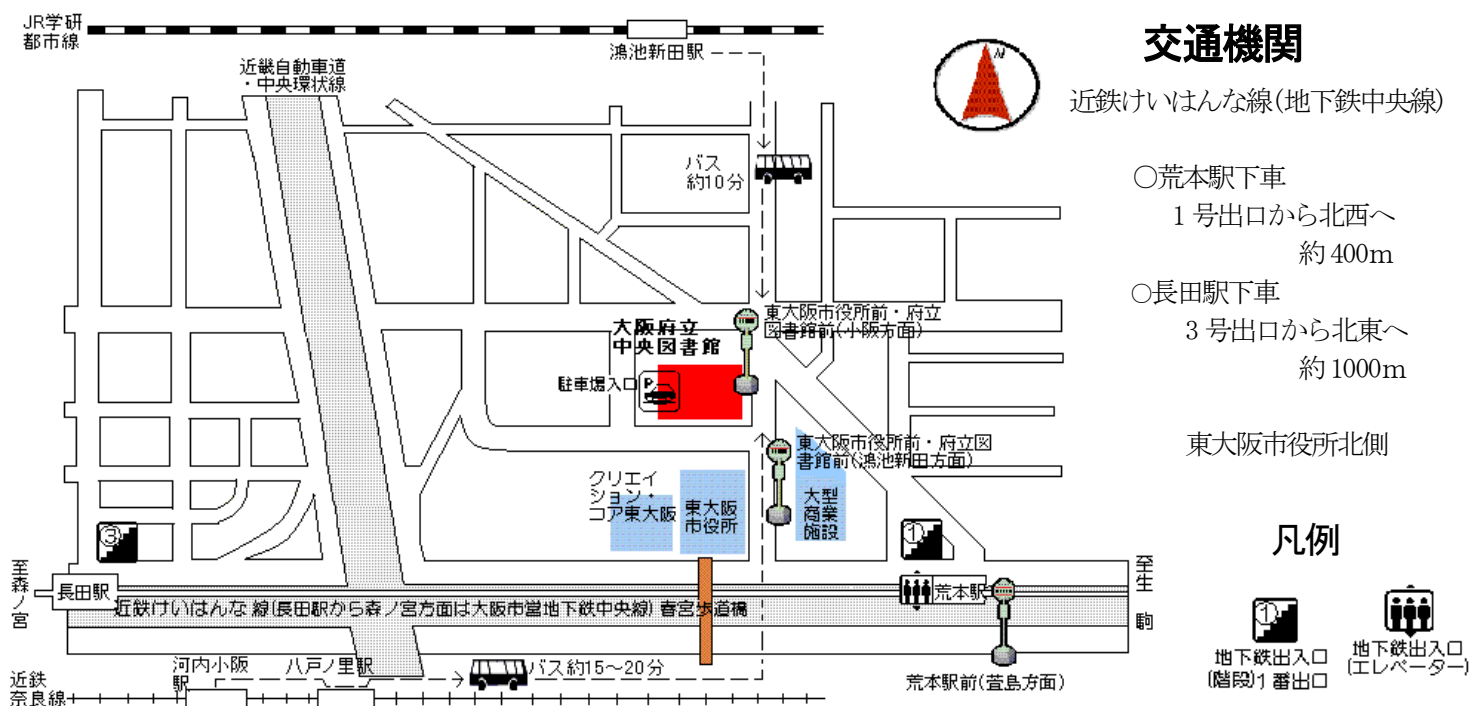 JR学研
都市線
鴻池新田駅
近畿自動車道
・中央環状線
N
交通機関
近鉄けいはんな線(地下鉄中央線)
バス
約10分
○荒本駅下車
1号出口から北西へ
約400m
○長田駅下車
3号出口から北東へ
約1000m
東大阪市役所北側
大阪府立
中央図書館
東大阪市役所前・府立
図書館前(小阪方面)
駐車場入口
P
東大阪市役所前・府立図
書館前(鴻池新田方面)
クリエイ
ション・
コア東大阪
東大阪
市役所
大型
商業
施設
③
①
至森ノ宮
長田駅
荒本駅
至生駒
近鉄けいはんな線(長田駅から森ノ宮方面は大阪市営地下鉄中央線)
春宮歩道橋
河内小阪
駅
八戸ノ里駅
バス約15~20分
荒本駅前(萱島方面)
近鉄
奈良線
凡例
①
地下鉄出入口
(階段)1番出口
地下鉄出入口
(エレベーター)